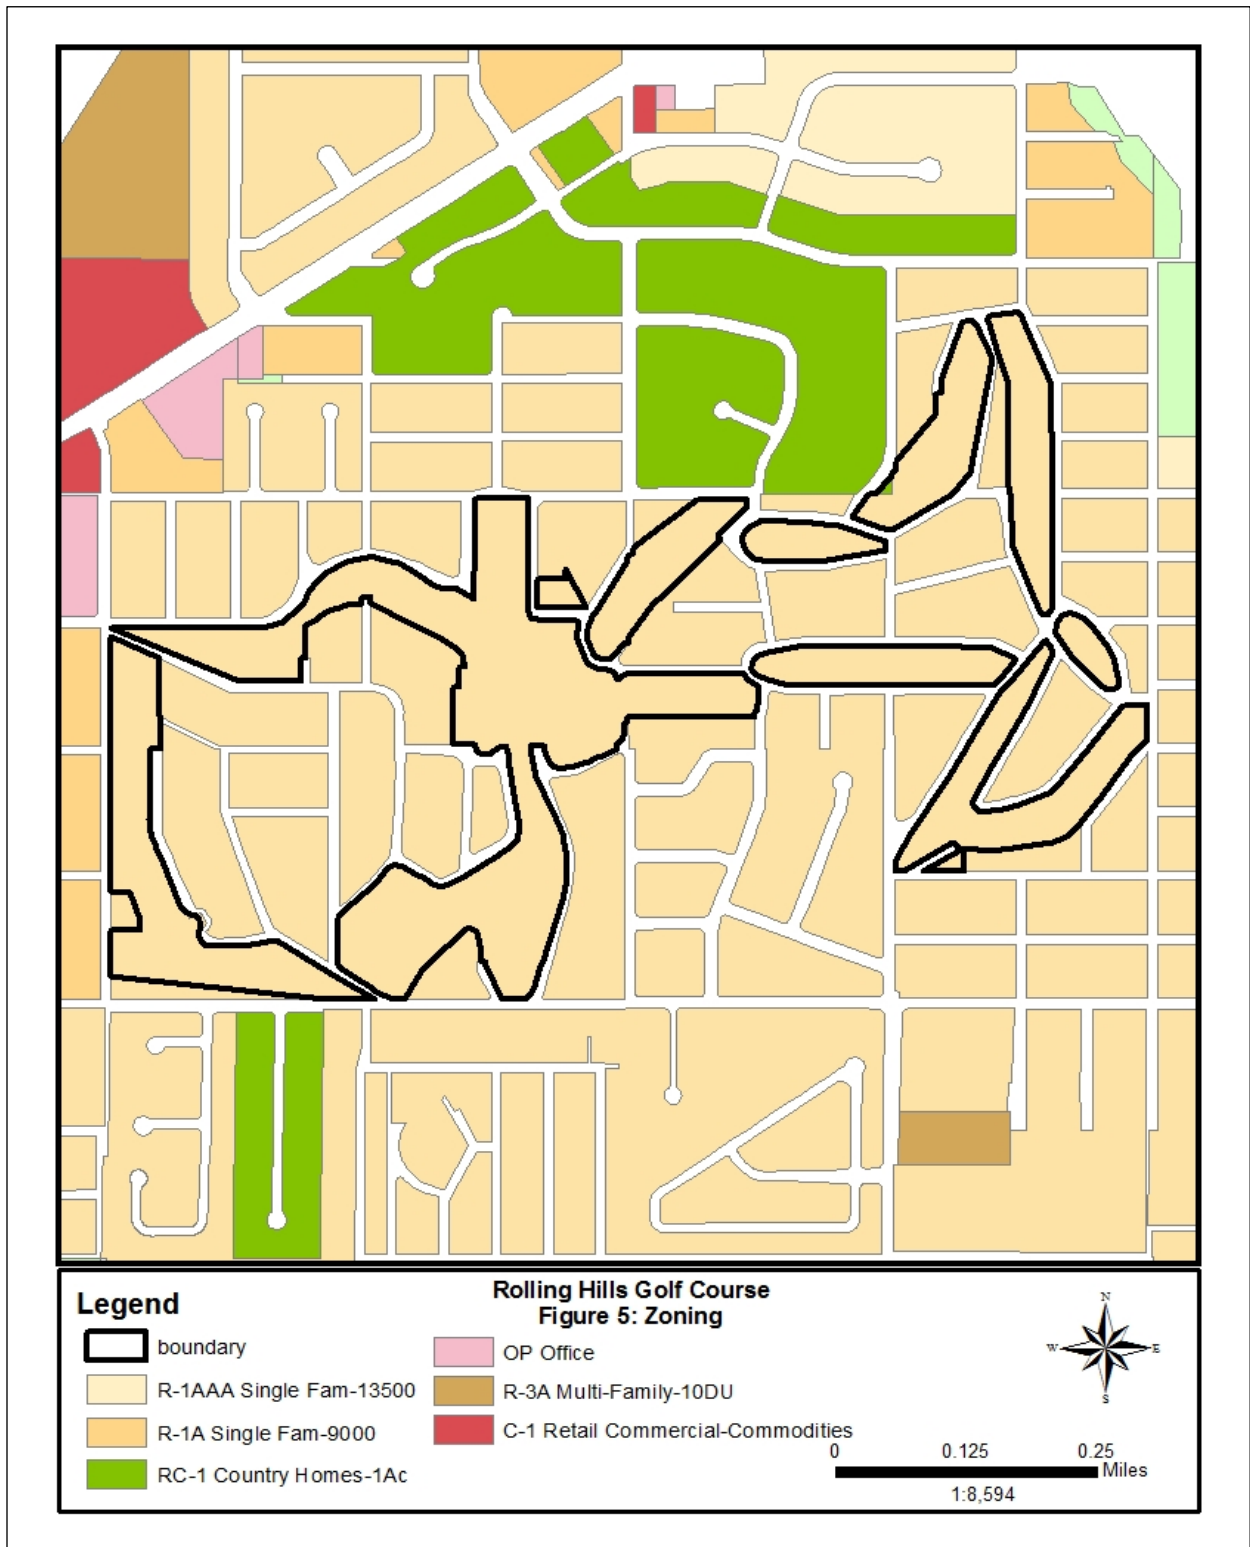 Legend
Rolling Hills Golf Course
Figure 5: Zoning
boundary
R-1AAA Single Fam-13500
R-1A Single Fam-9000
RC-1 Country Homes-1Ac
OP Office
R-3A Multi-Family-10DU
C-1 Retail Commercial-Commodities
N
W
E
S
0 0.125 0.25
Miles
1:8,594